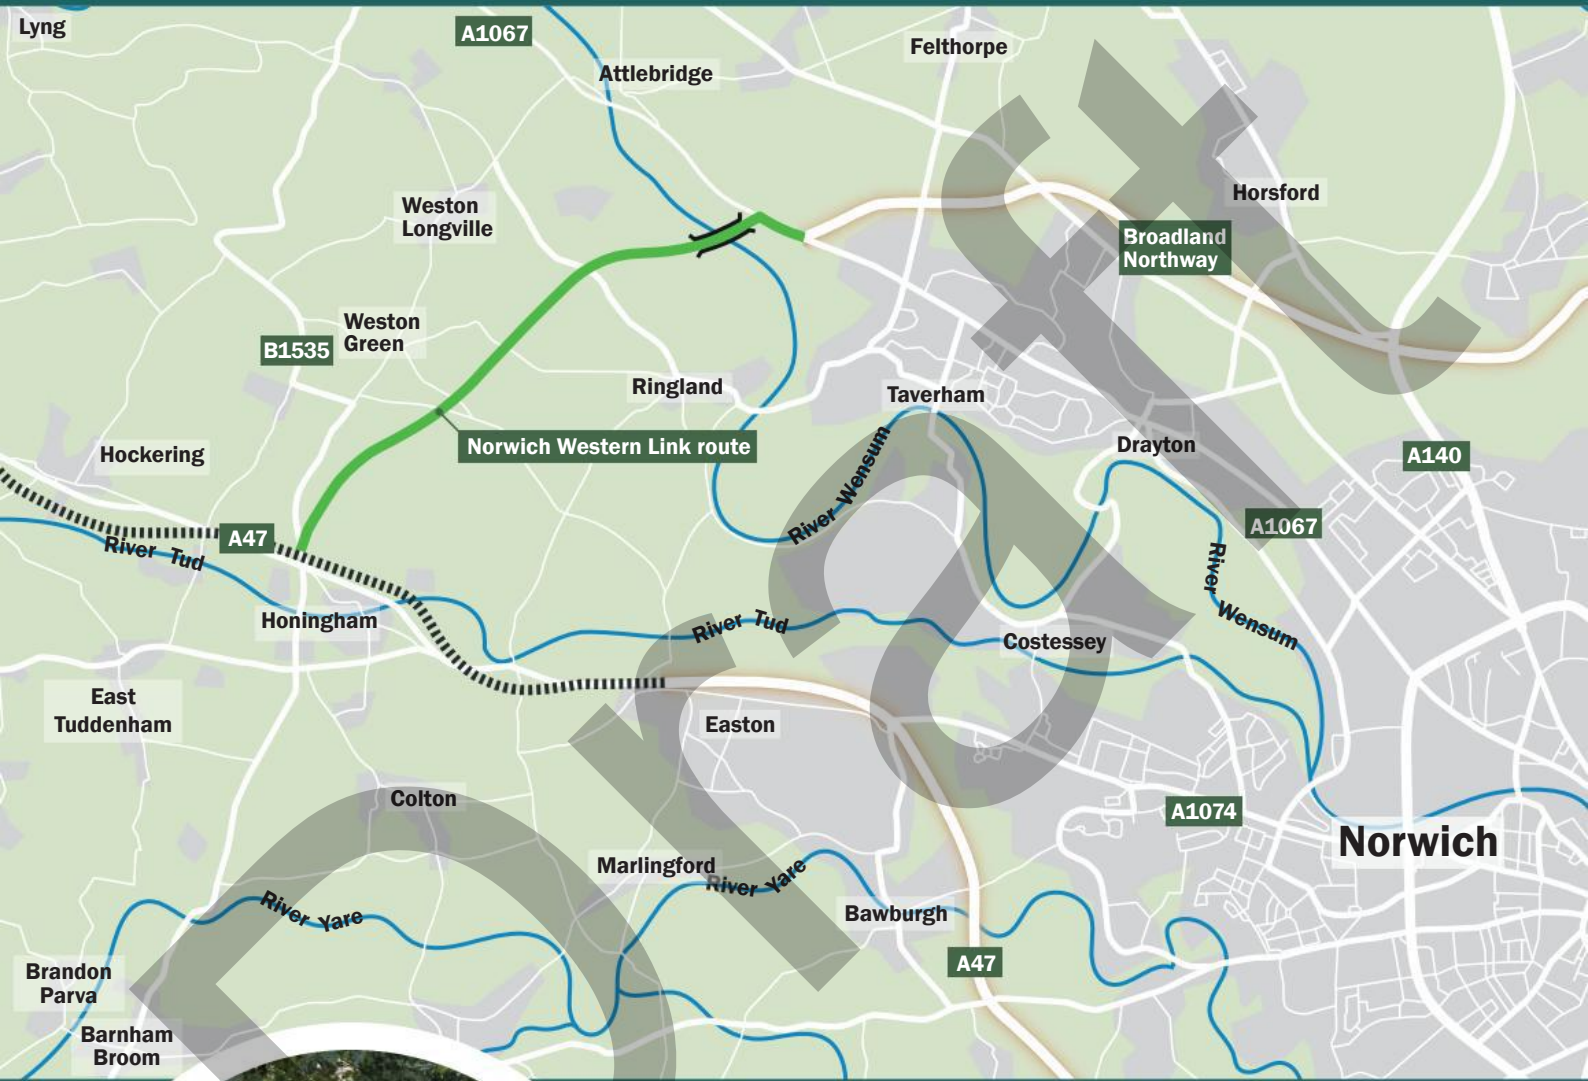 Lyng
A1067
Attlebridge
Felthorpe
Horsford
Weston
Longville
Broadland
Northway
Weston
Green
B1535
Ringland
Taverham
Norwich Western Link route
Hockering
Drayton
A140
River Wensum
A1067
A47
River Tud
River Wensum
Honingham
River Tud
Costessey
East
Tuddenham
Easton
Colton
A1074
Norwich
Marlingford
River Yare
River Yare
Bawburgh
A47
Brandon
Parva
Barnham
Broom
Draft